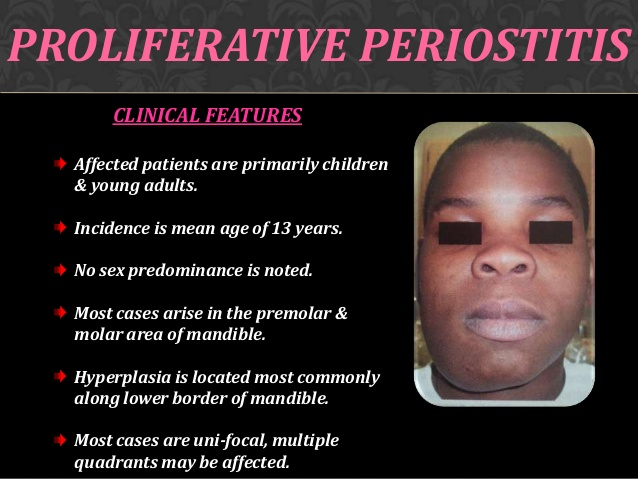 PROLIFERATIVE PERIOSTITIS
CLINICAL FEATURES
Affected patients are primarily children
& young adults.
Incidence is mean age of 13 years.
No sex predominance is noted.
Most cases arise in the premolar &
molar area of mandible.
Hyperplasia is located most commonly
along lower border of mandible.
Most cases are uni-focal, multiple
quadrants may be affected.